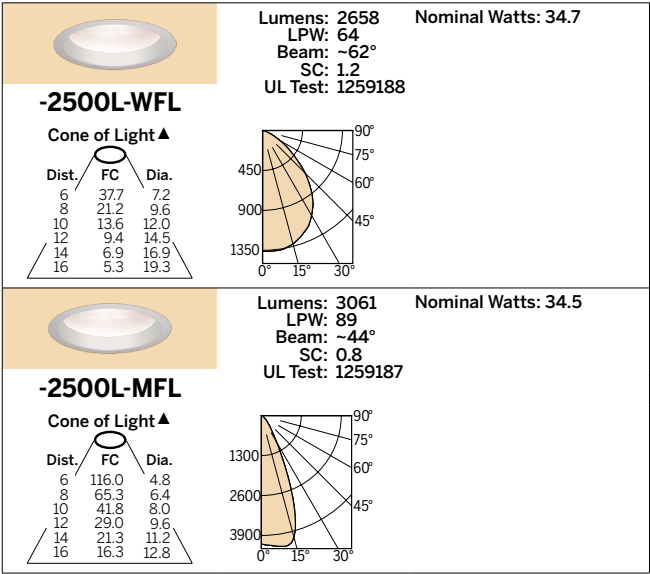 Lumens: 2658 Nominal Watts: 34.7
LPW: 64
Beam: ~62°
SC: 1.2
UL Test: 1259188
-2500L-WFL
Cone of Light▲
Dist. FC Dia.
6 37.7 7.2
8 21.2 9.6
10 13.6 12.0
12 9.4 14.5
14 6.9 16.9
16 5.3 19.3
90°
75°
450
60°
900
45°
1350
0° 15° 30°
Lumens: 3061 Nominal Watts: 34.5
LPW: 89
Beam: ~44°
SC: 0.8
UL Test: 1259187
-2500L-MFL
Cone of Light▲
Dist. FC Dia.
6 116.0 4.8
8 65.3 6.4
10 41.8 8.0
12 29.0 9.6
14 21.3 11.2
16 16.3 12.8
90°
75°
1300
60°
2600
45°
3900
0° 15° 30°